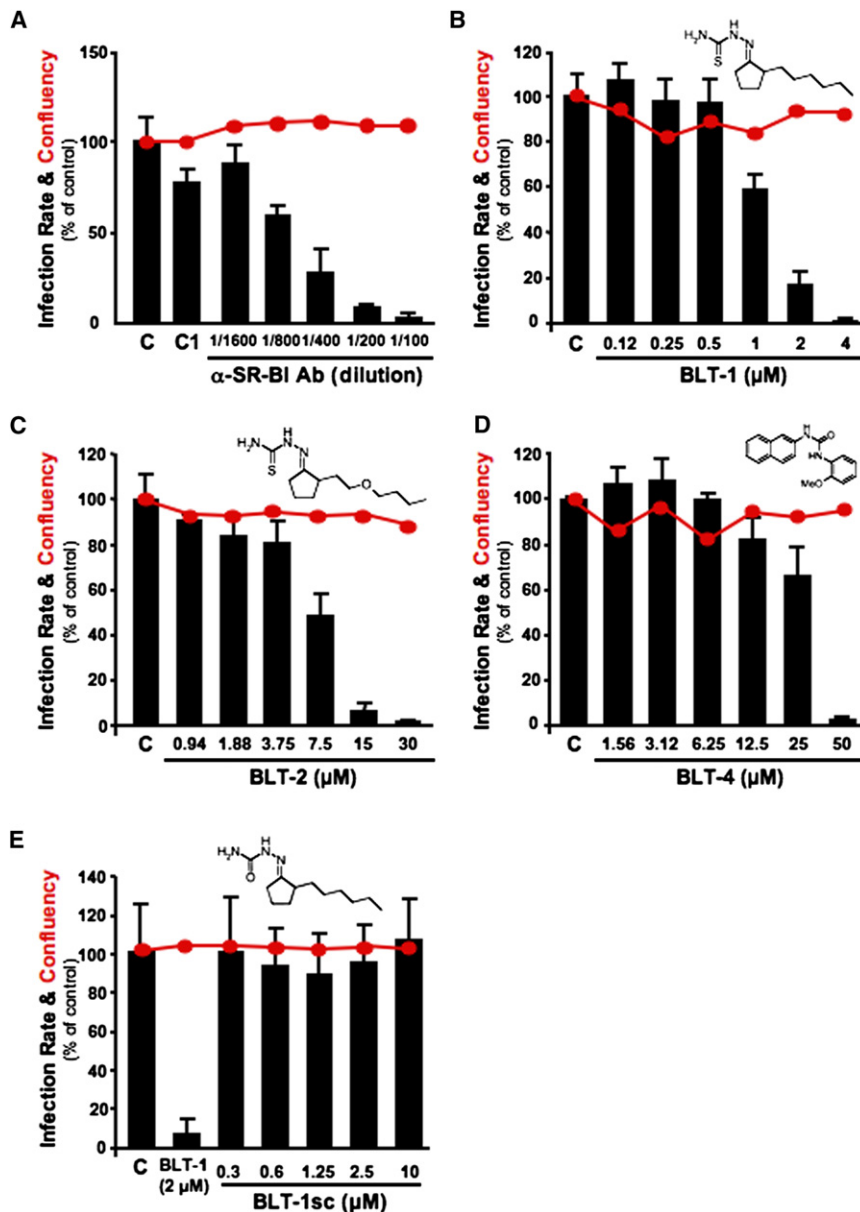 A
Infection Rate & Confluency
(% of control)
150
100
50
0
C C1 1/1600 1/800 1/400 1/200 1/100
α-SR-BI Ab (dilution)
B
Infection Rate & Confluency
(% of control)
120
100
80
60
40
20
0
H₂N H N N
S
C 0.12 0.25 0.5 1 2 4
BLT-1 (µM)
C
Infection Rate & Confluency
(% of control)
120
100
80
60
40
20
0
H₂N H N N
S
O
C 0.94 1.88 3.75 7.5 15 30
BLT-2 (µM)
D
Infection Rate & Confluency
(% of control)
120
100
80
60
40
20
0
H N O
HN
MeO
C 1.56 3.12 6.25 12.5 25 50
BLT-4 (µM)
E
Infection Rate & Confluency
(% of control)
140
120
100
80
60
40
20
0
H₂N H N N
O
C BLT-1 (2 µM) 0.3 0.6 1.25 2.5 10
BLT-1sc (µM)